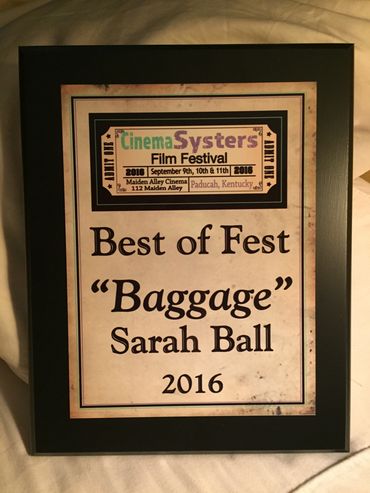 CinemaSysters
Film Festival
ADMIT ONE
2016 September 9th, 10th & 11th 2016
Maiden Alley Cinema
112 Maiden Alley
Paducah, Kentucky
ADMIT ONE
Best of Fest
“Baggage”
Sarah Ball
2016